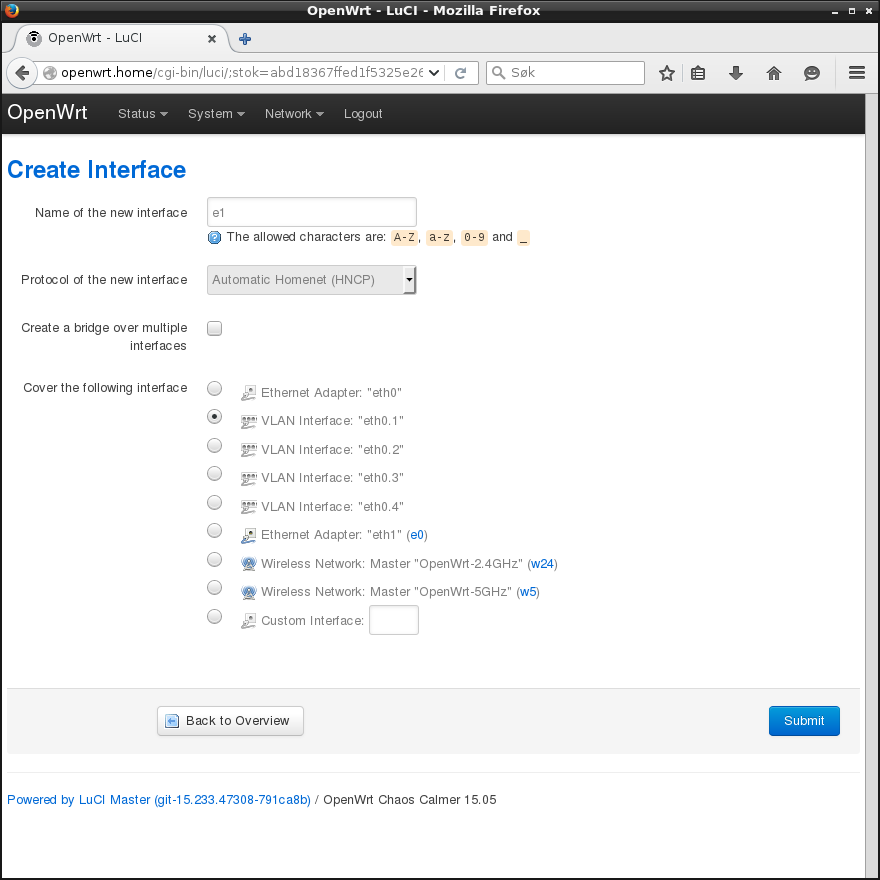 OpenWrt - LuCI - Mozilla Firefox
OpenWrt - LuCI
openwrt.home/cgi-bin/luci/;stok=abd18367ffed1f5325e26
Søk
OpenWrt Status System Network Logout
Create Interface
Name of the new interface e1
The allowed characters are: A-Z, a-z, 0-9 and _
Protocol of the new interface Automatic Homenet (HNCP)
Create a bridge over multiple
interfaces
Cover the following interface
Ethernet Adapter: "eth0"
VLAN Interface: "eth0.1"
VLAN Interface: "eth0.2"
VLAN Interface: "eth0.3"
VLAN Interface: "eth0.4"
Ethernet Adapter: "eth1" (e0)
Wireless Network: Master "OpenWrt-2.4GHz" (w24)
Wireless Network: Master "OpenWrt-5GHz" (w5)
Custom Interface:
Back to Overview Submit
Powered by LuCI Master (git-15.233.47308-791ca8b) / OpenWrt Chaos Calmer 15.05